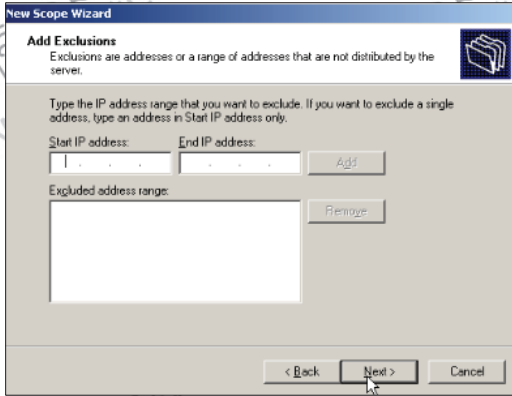 New Scope Wizard
Add Exclusions
Exclusions are addresses or a range of addresses that are not distributed by the
server.
Type the IP address range that you want to exclude. If you want to exclude a single
address, type an address in Start IP address only.
Start IP address:
End IP address:
Add
Excluded address range:
Remove
< Back
Next >
Cancel